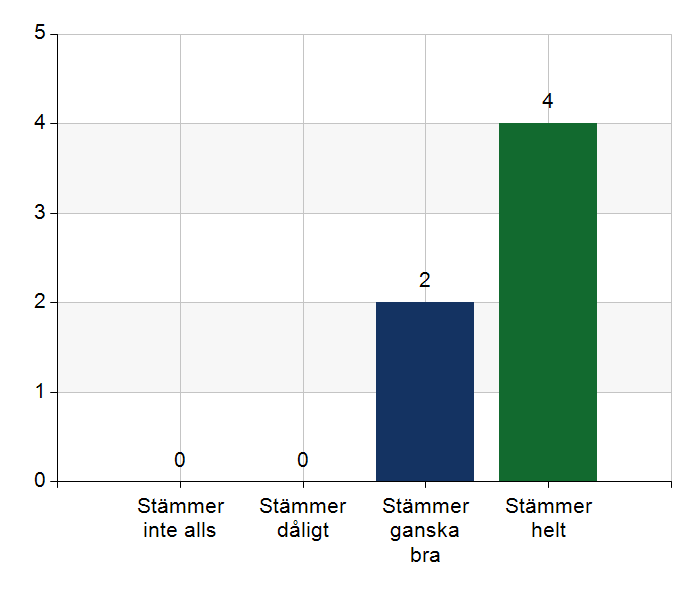 5
4
3
2
1
0
0
0
2
4
Stämmer
inte alls
Stämmer
dåligt
Stämmer
ganska
bra
Stämmer
helt